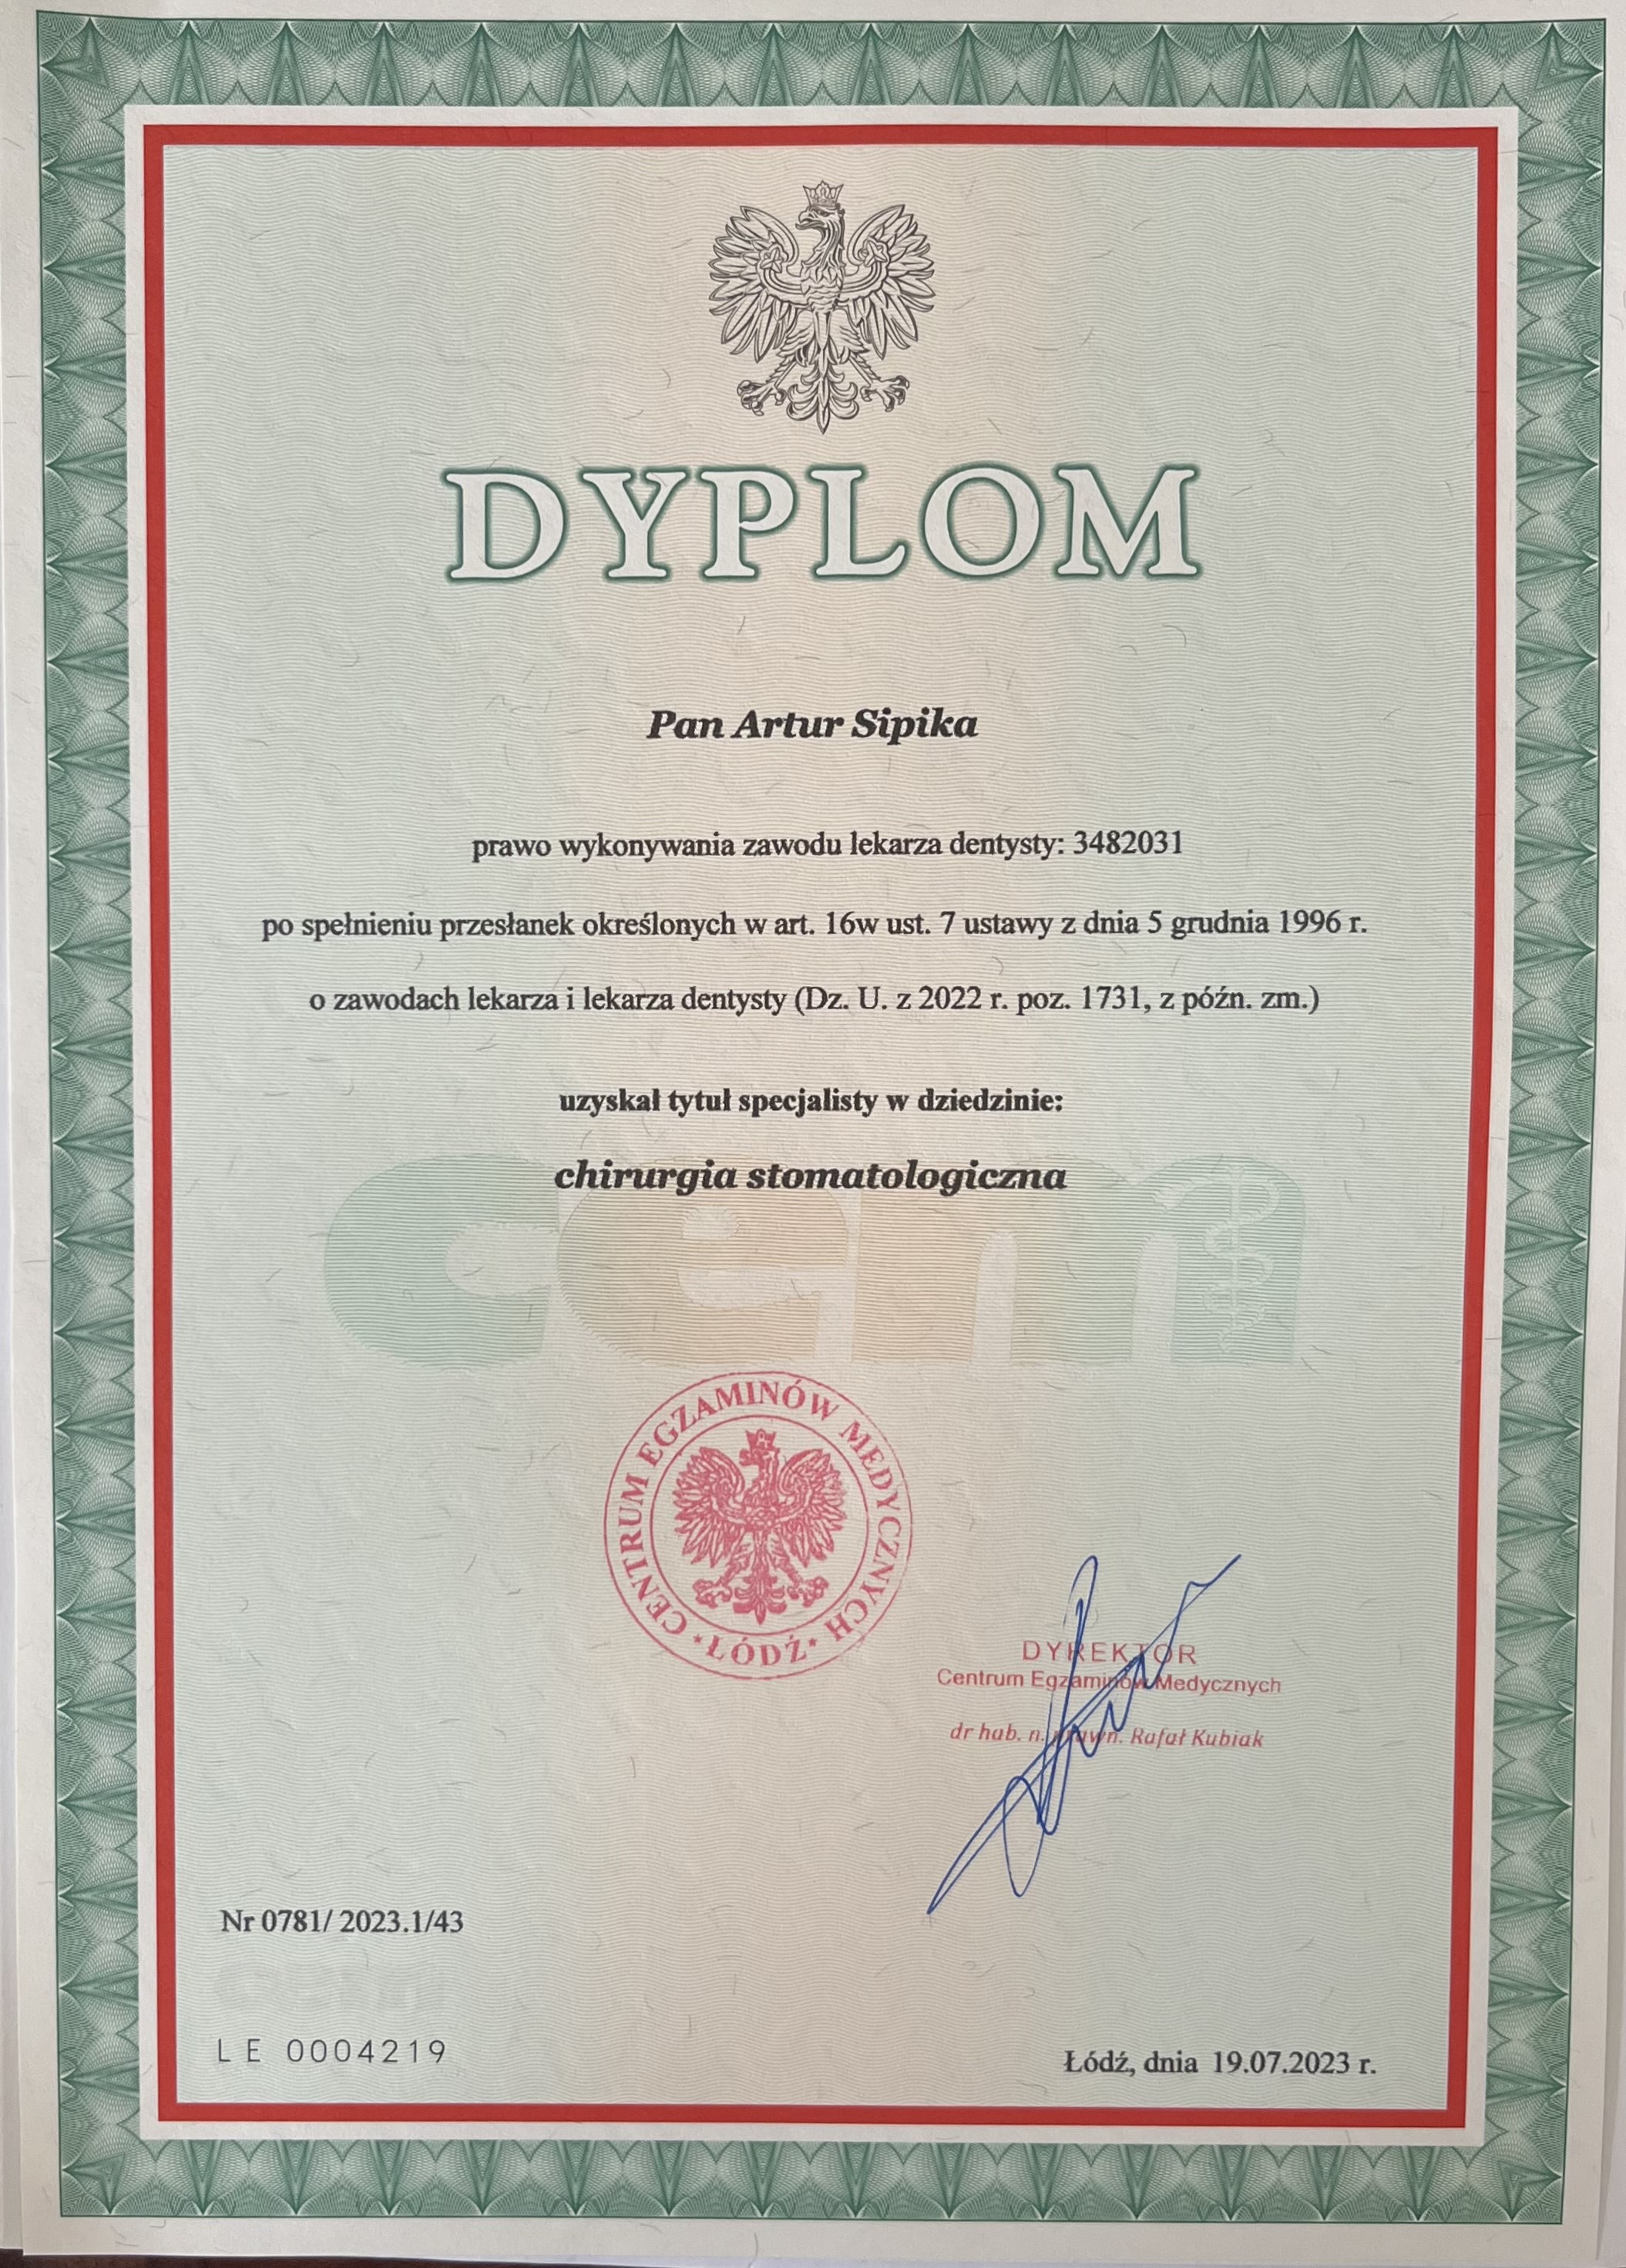 DYPLOM
Pan Artur Sipika
prawo wykonywania zawodu lekarza dentysty: 3482031
po spełnieniu przesłanek określonych w art. 16w ust. 7 ustawy z dnia 5 grudnia 1996 r.
o zawodach lekarza i lekarza dentysty (Dz. U. z 2022 r. poz. 1731, z późn. zm.)
uzyskał tytuł specjalisty w dziedzinie:
chirurgia stomatologiczna
cem
CENTRUM EGZAMINÓW MEDYCZNYCH * ŁÓDŹ *
DYREKTOR
Centrum Egzaminów Medycznych
dr hab. n. prawn. Rafał Kubiak
Nr 0781/ 2023.1/43
LE 0004219
Łódź, dnia 19.07.2023 r.